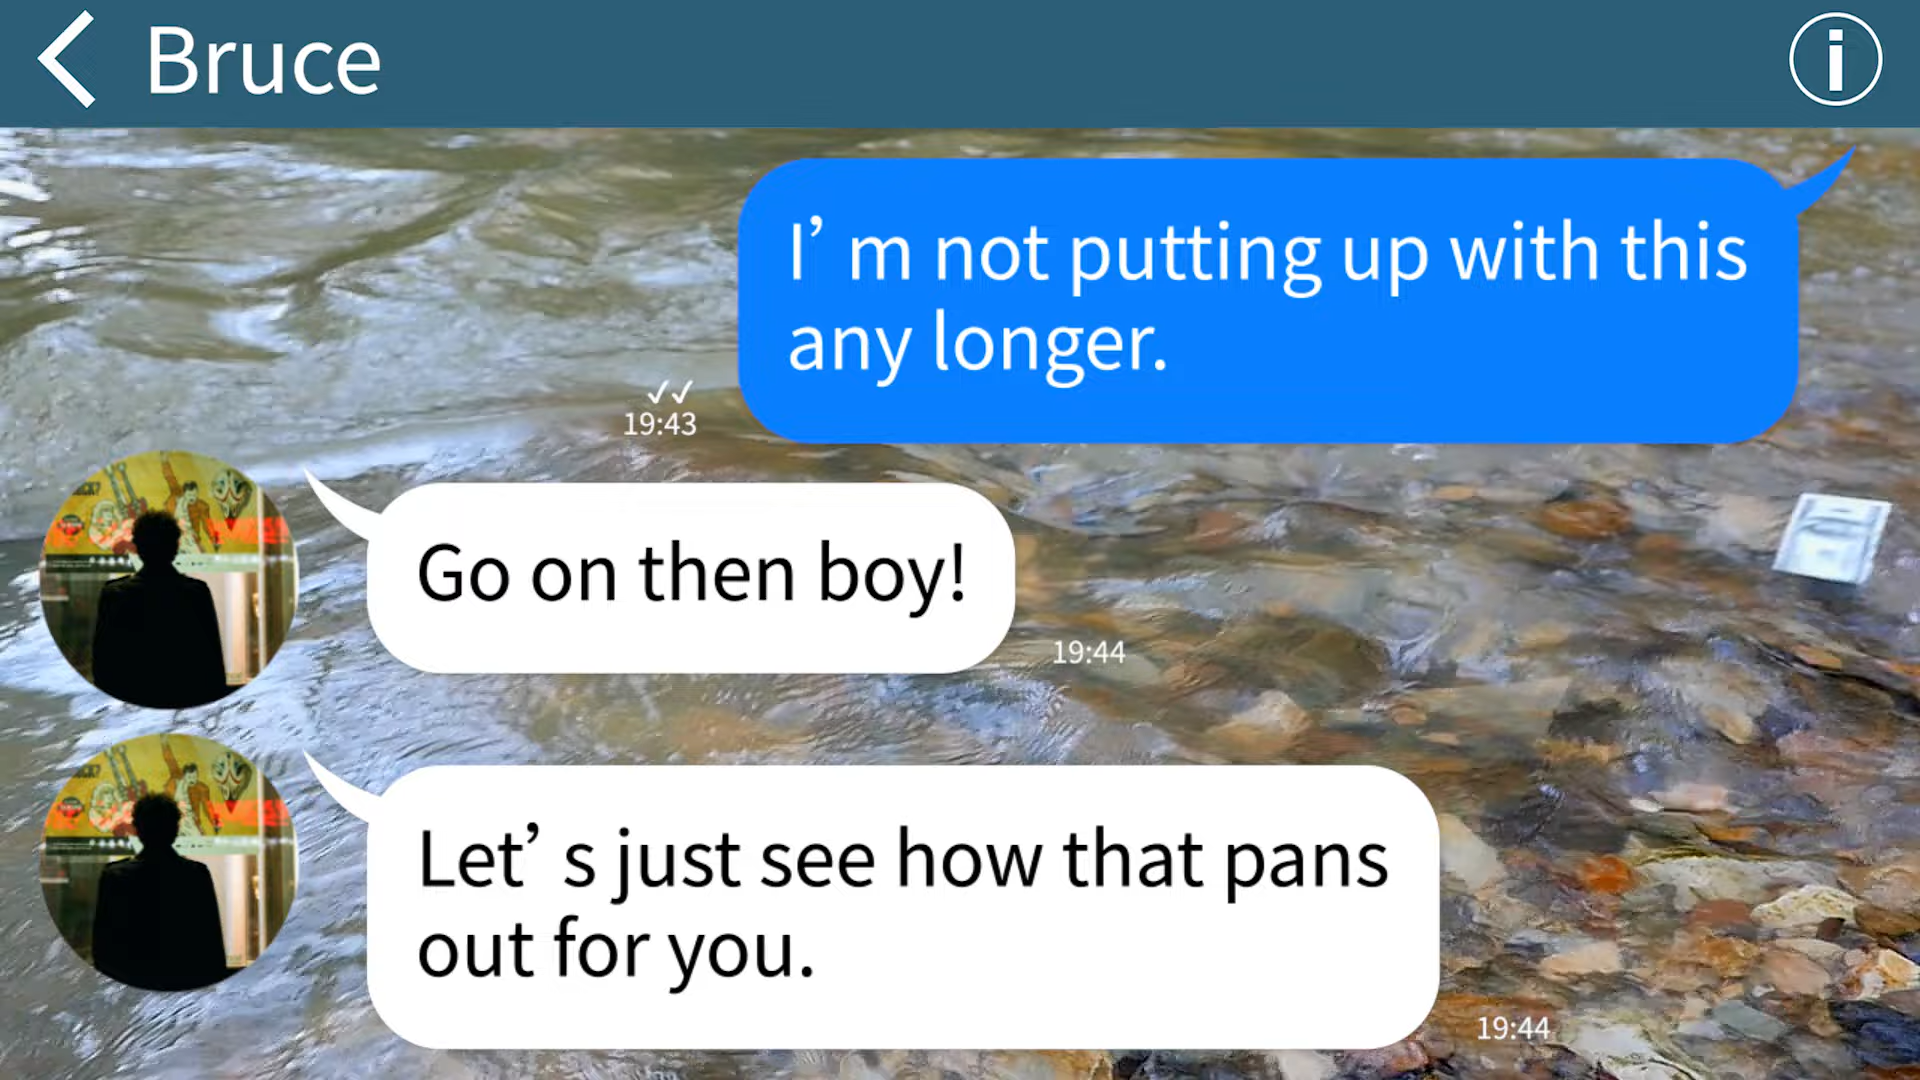 Bruce
I’m not putting up with this
any longer.
✓✓
19:43
Go on then boy!
19:44
Let’s just see how that pans
out for you.
19:44